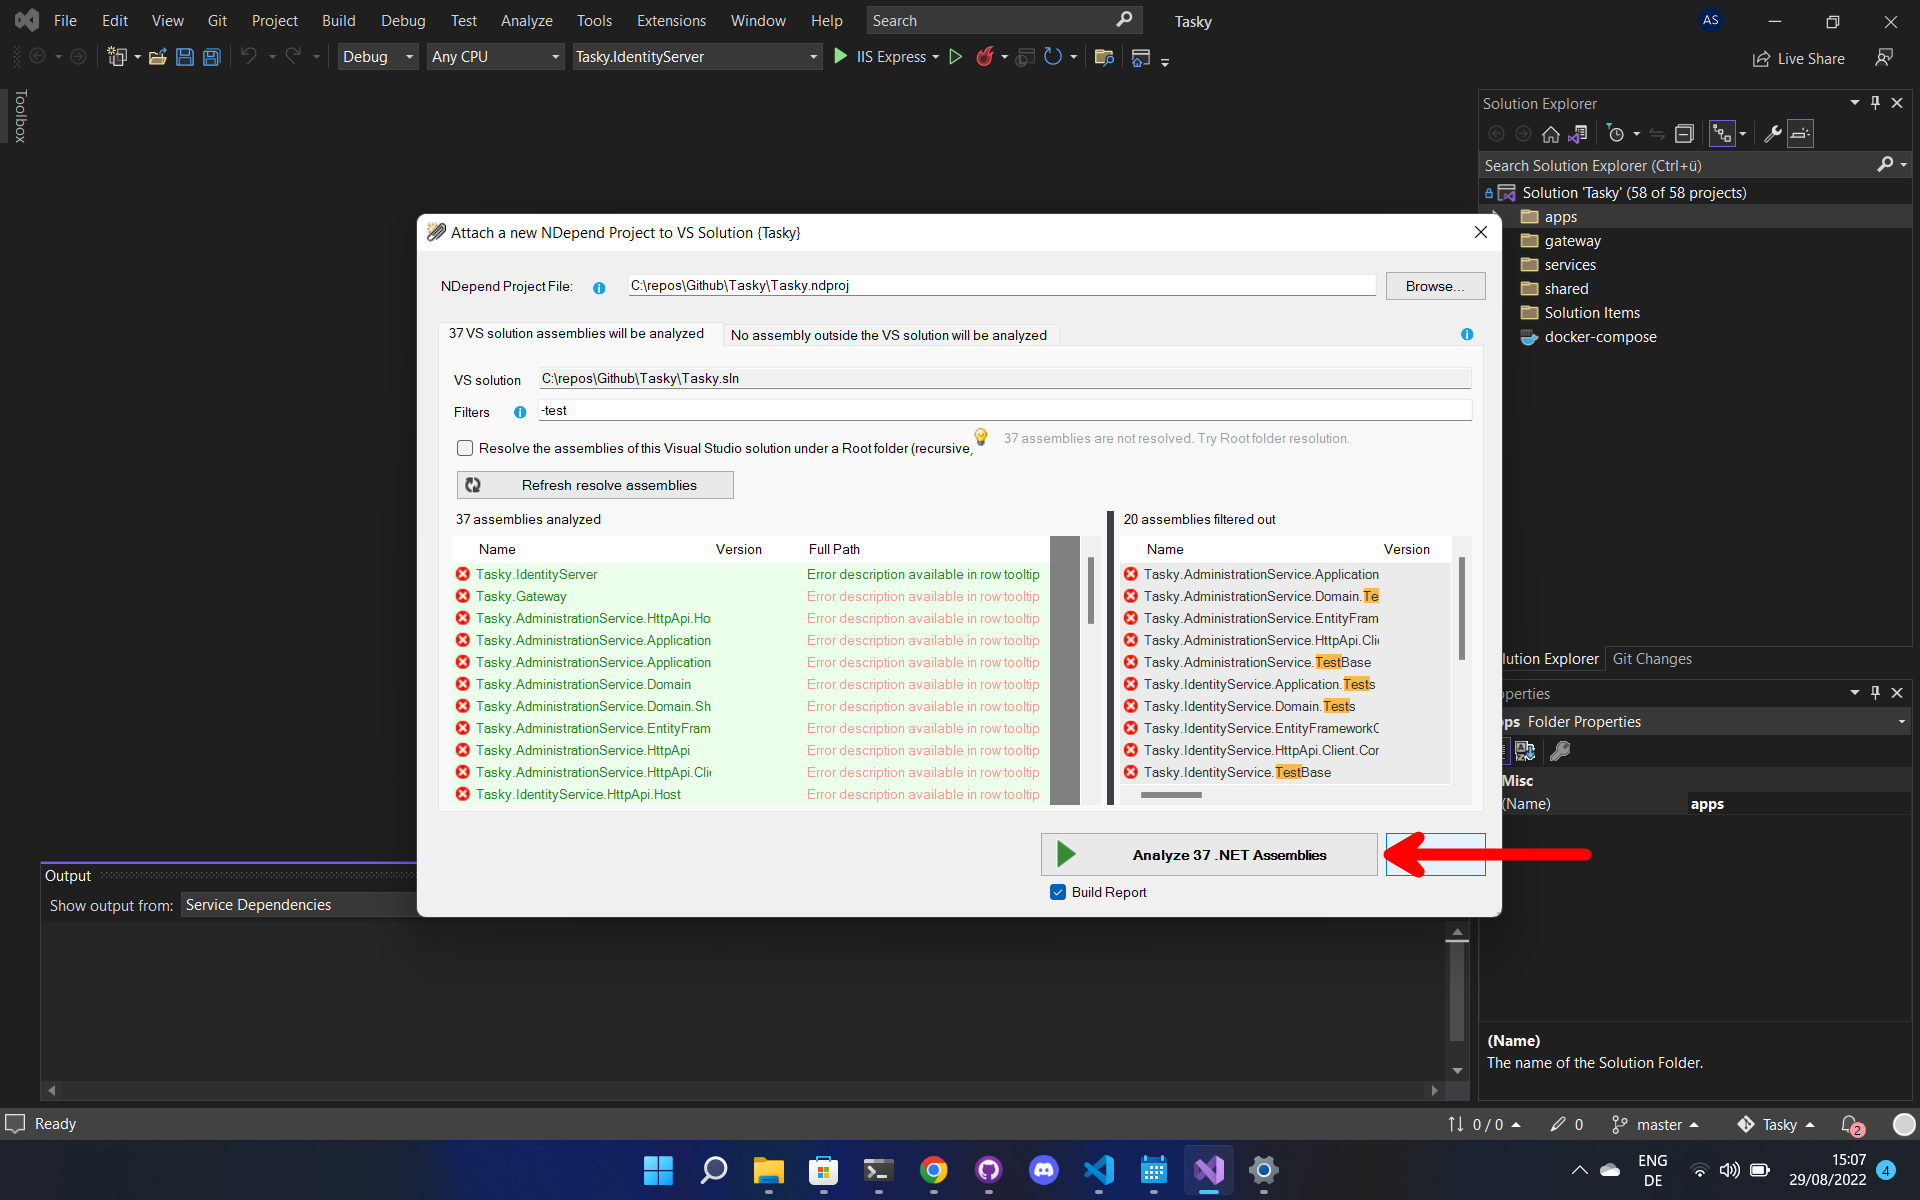 File Edit View Git Project Build Debug Test Analyze Tools Extensions Window Help Search Tasky AS
Debug Any CPU Tasky.IdentityServer IIS Express Live Share
Toolbox
Solution Explorer
Search Solution Explorer (Ctrl+ü)
Solution 'Tasky' (58 of 58 projects)
apps
gateway
services
shared
Solution Items
docker-compose
Attach a new NDepend Project to VS Solution {Tasky}
NDepend Project File: C:\repos\Github\Tasky\Tasky.ndproj Browse...
37 VS solution assemblies will be analyzed No assembly outside the VS solution will be analyzed
VS solution C:\repos\Github\Tasky\Tasky.sln
Filters -test
Resolve the assemblies of this Visual Studio solution under a Root folder (recursive, 37 assemblies are not resolved. Try Root folder resolution.
Refresh resolve assemblies
37 assemblies analyzed
Name Version Full Path
Tasky.IdentityServer Error description available in row tooltip
Tasky.Gateway Error description available in row tooltip
Tasky.AdministrationService.HttpApi.Ho Error description available in row tooltip
Tasky.AdministrationService.Application Error description available in row tooltip
Tasky.AdministrationService.Application Error description available in row tooltip
Tasky.AdministrationService.Domain Error description available in row tooltip
Tasky.AdministrationService.Domain.Sh Error description available in row tooltip
Tasky.AdministrationService.EntityFram Error description available in row tooltip
Tasky.AdministrationService.HttpApi Error description available in row tooltip
Tasky.AdministrationService.HttpApi.Cli Error description available in row tooltip
Tasky.IdentityService.HttpApi.Host Error description available in row tooltip
20 assemblies filtered out
Name Version
Tasky.AdministrationService.Application
Tasky.AdministrationService.Domain.Te
Tasky.AdministrationService.EntityFram
Tasky.AdministrationService.HttpApi.Clie
Tasky.AdministrationService.TestBase
Tasky.IdentityService.Application.Tests
Tasky.IdentityService.Domain.Tests
Tasky.IdentityService.EntityFrameworkC
Tasky.IdentityService.HttpApi.Client.Con
Tasky.IdentityService.TestBase
Analyze 37 .NET Assemblies
Build Report
lution Explorer Git Changes
operties
pps Folder Properties
Misc
(Name) apps
(Name)
The name of the Solution Folder.
Output
Show output from: Service Dependencies
Ready 0 / 0 0 master Tasky 2
ENG
DE
15:07
29/08/2022
4